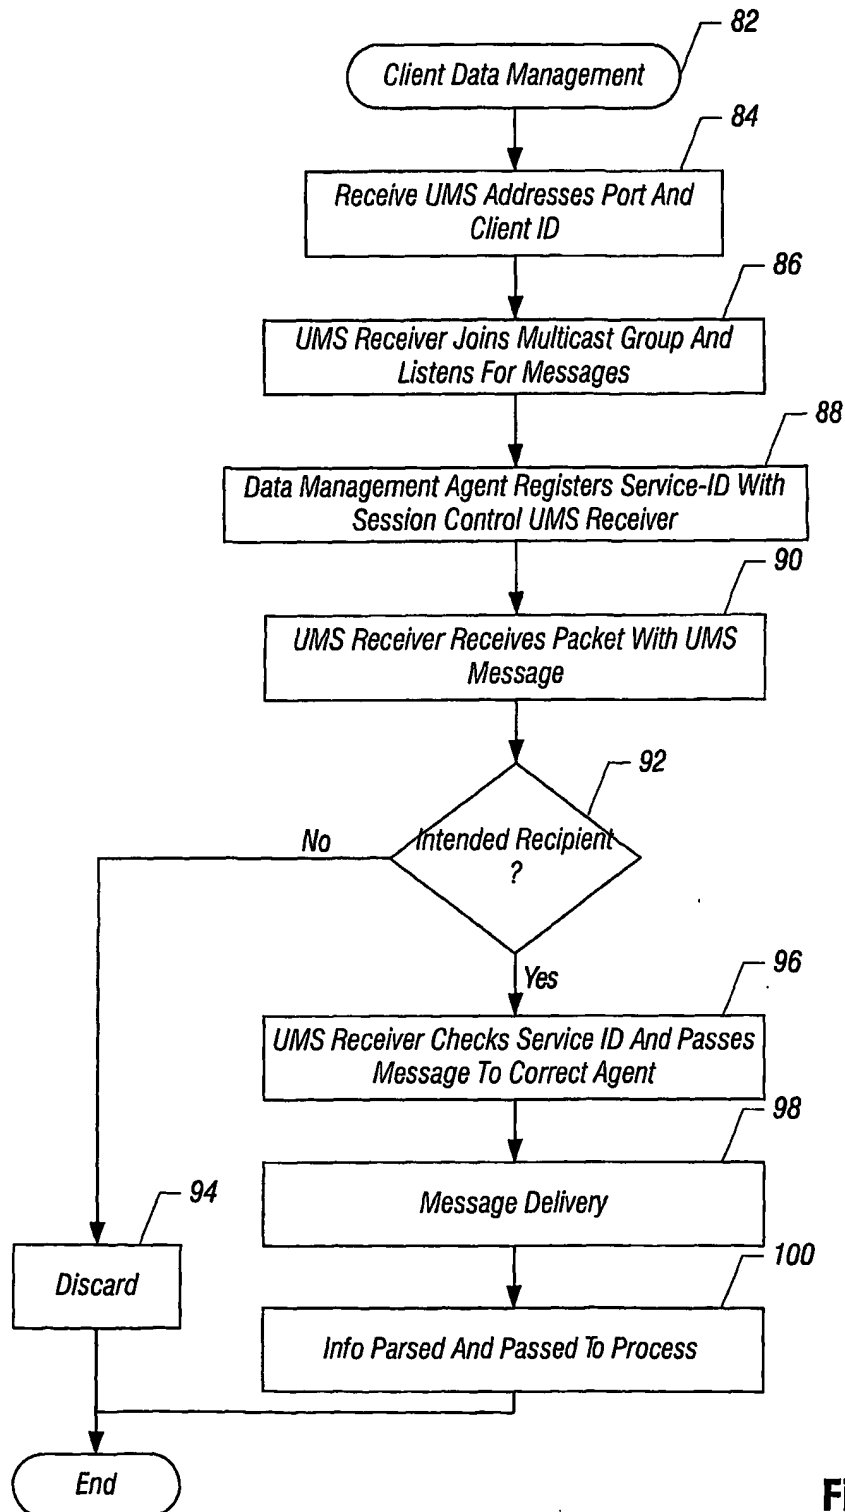 82
Client Data Management
84
Receive UMS Addresses Port And
Client ID
86
UMS Receiver Joins Multicast Group And
Listens For Messages
88
Data Management Agent Registers Service-ID With
Session Control UMS Receiver
90
UMS Receiver Receives Packet With UMS
Message
92
Intended Recipient
?
No
Yes
96
UMS Receiver Checks Service ID And Passes
Message To Correct Agent
98
Message Delivery
94
Discard
100
Info Parsed And Passed To Process
End